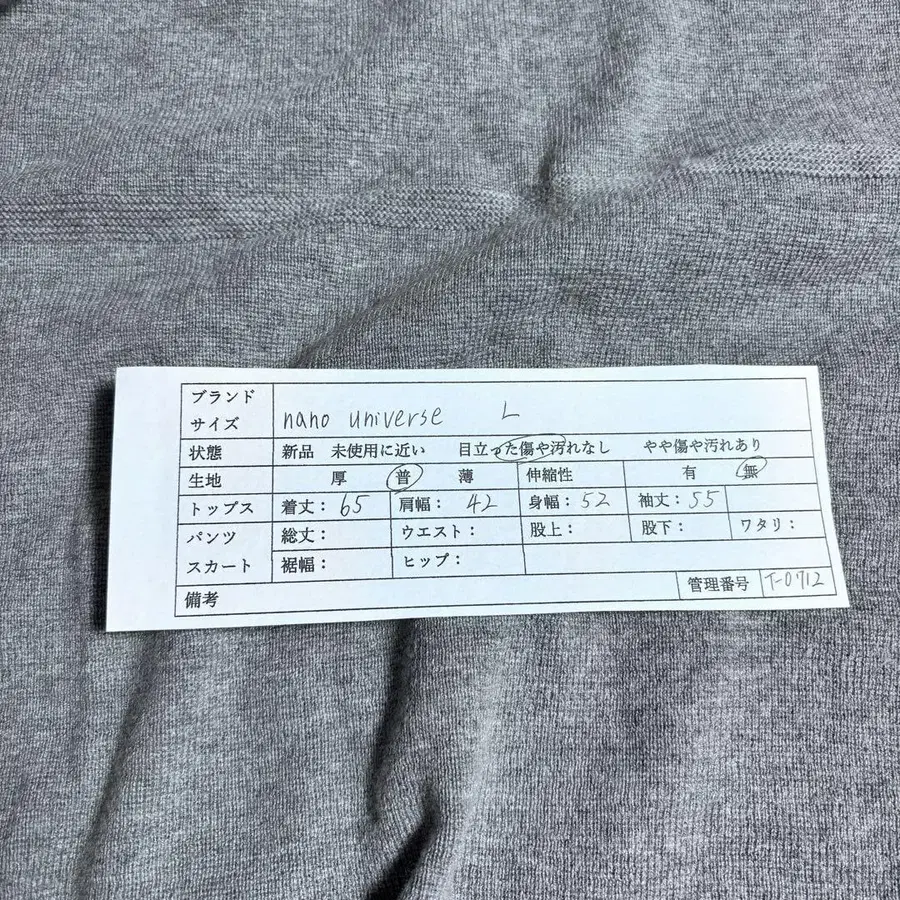 ブランド
サイズ nano universe L
状態 新品 未使用に近い 目立った傷や汚れなし やや傷や汚れあり
生地 厚 普 薄 伸縮性 有 無
トップス 着丈：65 肩幅：42 身幅：52 袖丈：55
パンツ 総丈： ウエスト： 股上： 股下： ワタリ：
スカート 裾幅： ヒップ：
備考 管理番号 T-0712